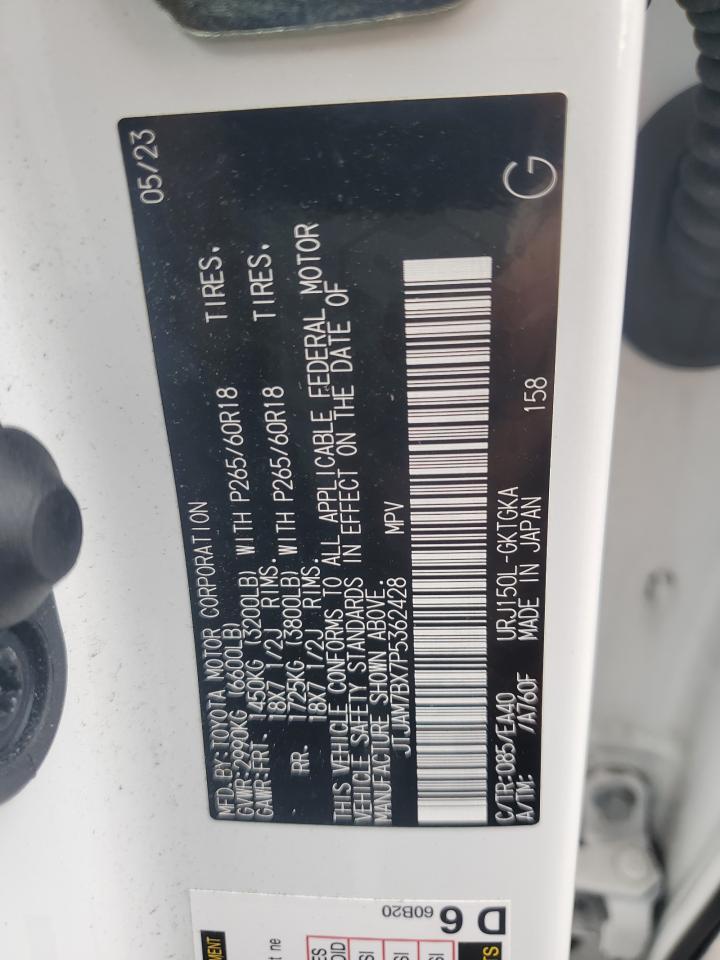 MFD.BY:TOYOTA MOTOR CORPORATION 05/23
GVWR:2990KG (6600LB)
GAWR:FRT. 1450KG (3200LB) WITH P265/60R18 TIRES.
18X7 1/2J RIMS.
RR. 1725KG (3800LB) WITH P265/60R18 TIRES.
18X7 1/2J RIMS.
THIS VEHICLE CONFORMS TO ALL APPLICABLE FEDERAL MOTOR
VEHICLE SAFETY STANDARDS IN EFFECT ON THE DATE OF
MANUFACTURE SHOWN ABOVE.
JTJAM7BX7P5362428 MPV
C/TR:085/EA40 URJ150L-GKTGKA 158 G
A/TM: /A760F MADE IN JAPAN
D 6
60B20